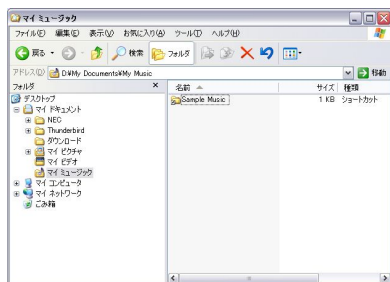 マイ ミュージック
ファイル(F) 編集(E) 表示(V) お気に入り(A) ツール(T) ヘルプ(H)
戻る 検索 フォルダ
アドレス(D) D:¥My Documents¥My Music 移動
フォルダ × 名前 サイズ 種類
デスクトップ Sample Music 1 KB ショートカット
マイ ドキュメント
NEC
Thunderbird
ダウンロード
マイ ピクチャ
マイ ビデオ
マイ ミュージック
マイ コンピュータ
マイ ネットワーク
ごみ箱